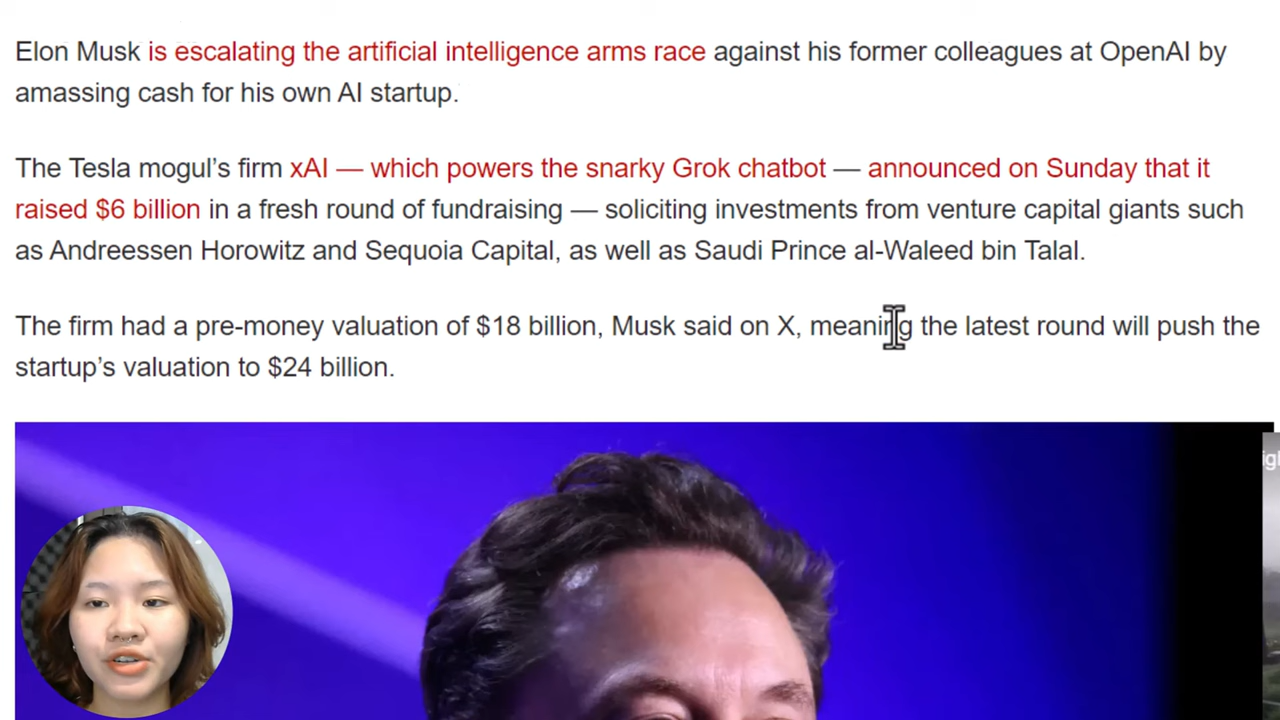 Elon Musk is escalating the artificial intelligence arms race against his former colleagues at OpenAI by
amassing cash for his own AI startup.
The Tesla mogul’s firm xAI — which powers the snarky Grok chatbot — announced on Sunday that it
raised $6 billion in a fresh round of fundraising — soliciting investments from venture capital giants such
as Andreessen Horowitz and Sequoia Capital, as well as Saudi Prince al-Waleed bin Talal.
The firm had a pre-money valuation of $18 billion, Musk said on X, meaning the latest round will push the
startup’s valuation to $24 billion.